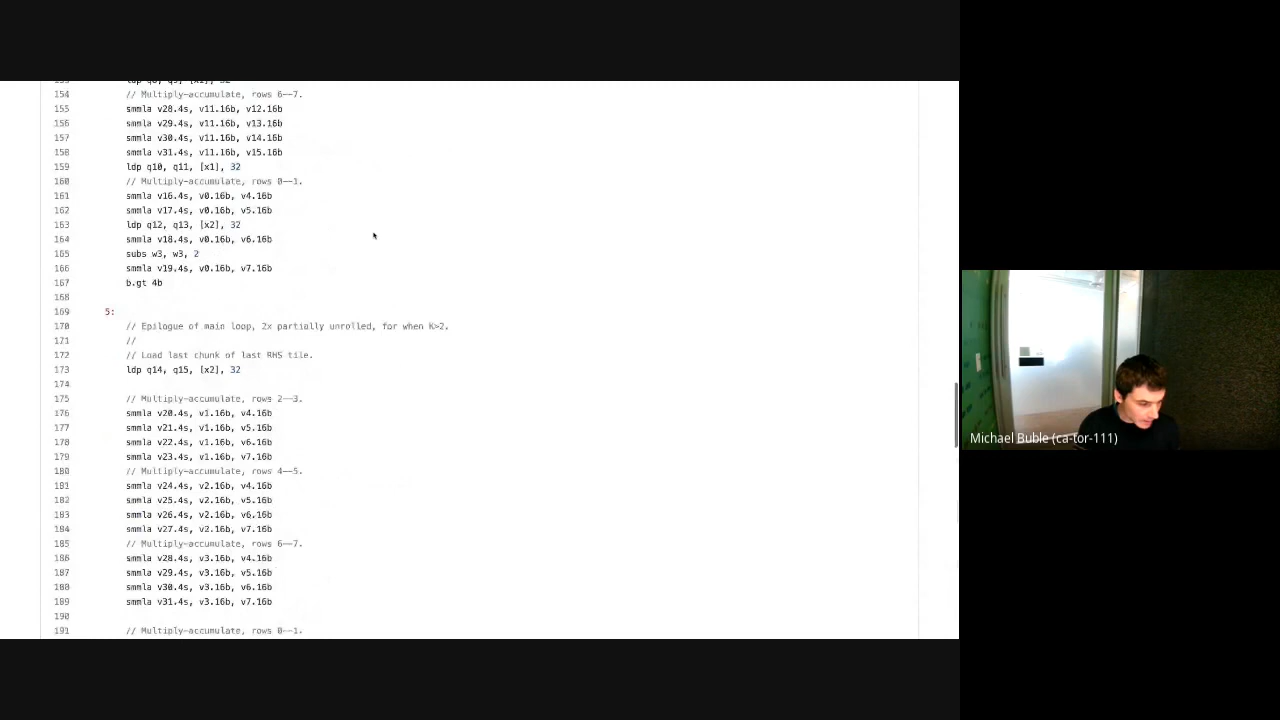 153 ldp q8, q9, [x1], 32
154 // Multiply-accumulate, rows 6--7.
155 smmla v28.4s, v11.16b, v12.16b
156 smmla v29.4s, v11.16b, v13.16b
157 smmla v30.4s, v11.16b, v14.16b
158 smmla v31.4s, v11.16b, v15.16b
159 ldp q10, q11, [x1], 32
160 // Multiply-accumulate, rows 0--1.
161 smmla v16.4s, v0.16b, v4.16b
162 smmla v17.4s, v0.16b, v5.16b
163 ldp q12, q13, [x2], 32
164 smmla v18.4s, v0.16b, v6.16b
165 subs w3, w3, 2
166 smmla v19.4s, v0.16b, v7.16b
167 b.gt 4b
168
169 5:
170 // Epilogue of main loop, 2x partially unrolled, for when K>2.
171 //
172 // Load last chunk of last RHS tile.
173 ldp q14, q15, [x2], 32
174
175 // Multiply-accumulate, rows 2--3.
176 smmla v20.4s, v1.16b, v4.16b
177 smmla v21.4s, v1.16b, v5.16b
178 smmla v22.4s, v1.16b, v6.16b
179 smmla v23.4s, v1.16b, v7.16b
180 // Multiply-accumulate, rows 4--5.
181 smmla v24.4s, v2.16b, v4.16b
182 smmla v25.4s, v2.16b, v5.16b
183 smmla v26.4s, v2.16b, v6.16b
184 smmla v27.4s, v2.16b, v7.16b
185 // Multiply-accumulate, rows 6--7.
186 smmla v28.4s, v3.16b, v4.16b
187 smmla v29.4s, v3.16b, v5.16b
188 smmla v30.4s, v3.16b, v6.16b
189 smmla v31.4s, v3.16b, v7.16b
190
191 // Multiply-accumulate, rows 0--1.
Michael Buble (ca-tor-111)